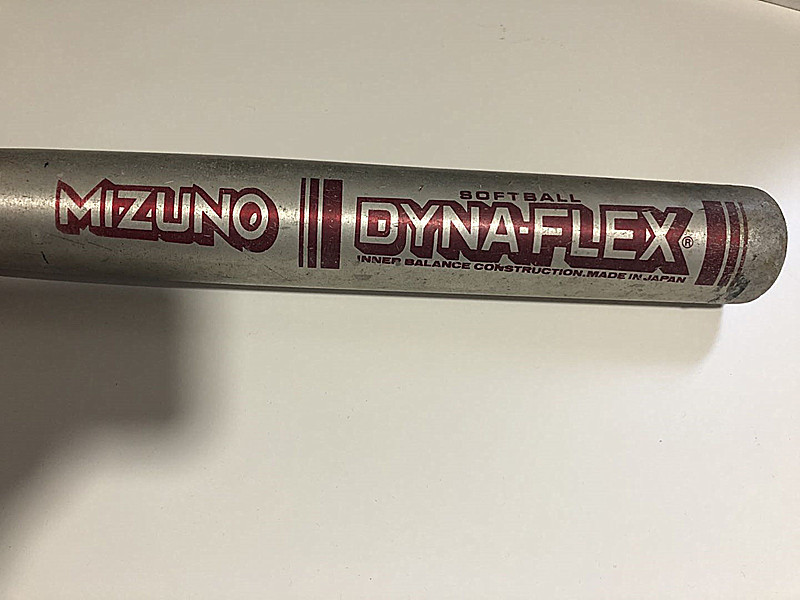 MIZUNO
SOFTBALL
DYNA-FLEX®
INNER BALANCE CONSTRUCTION. MADE IN JAPAN